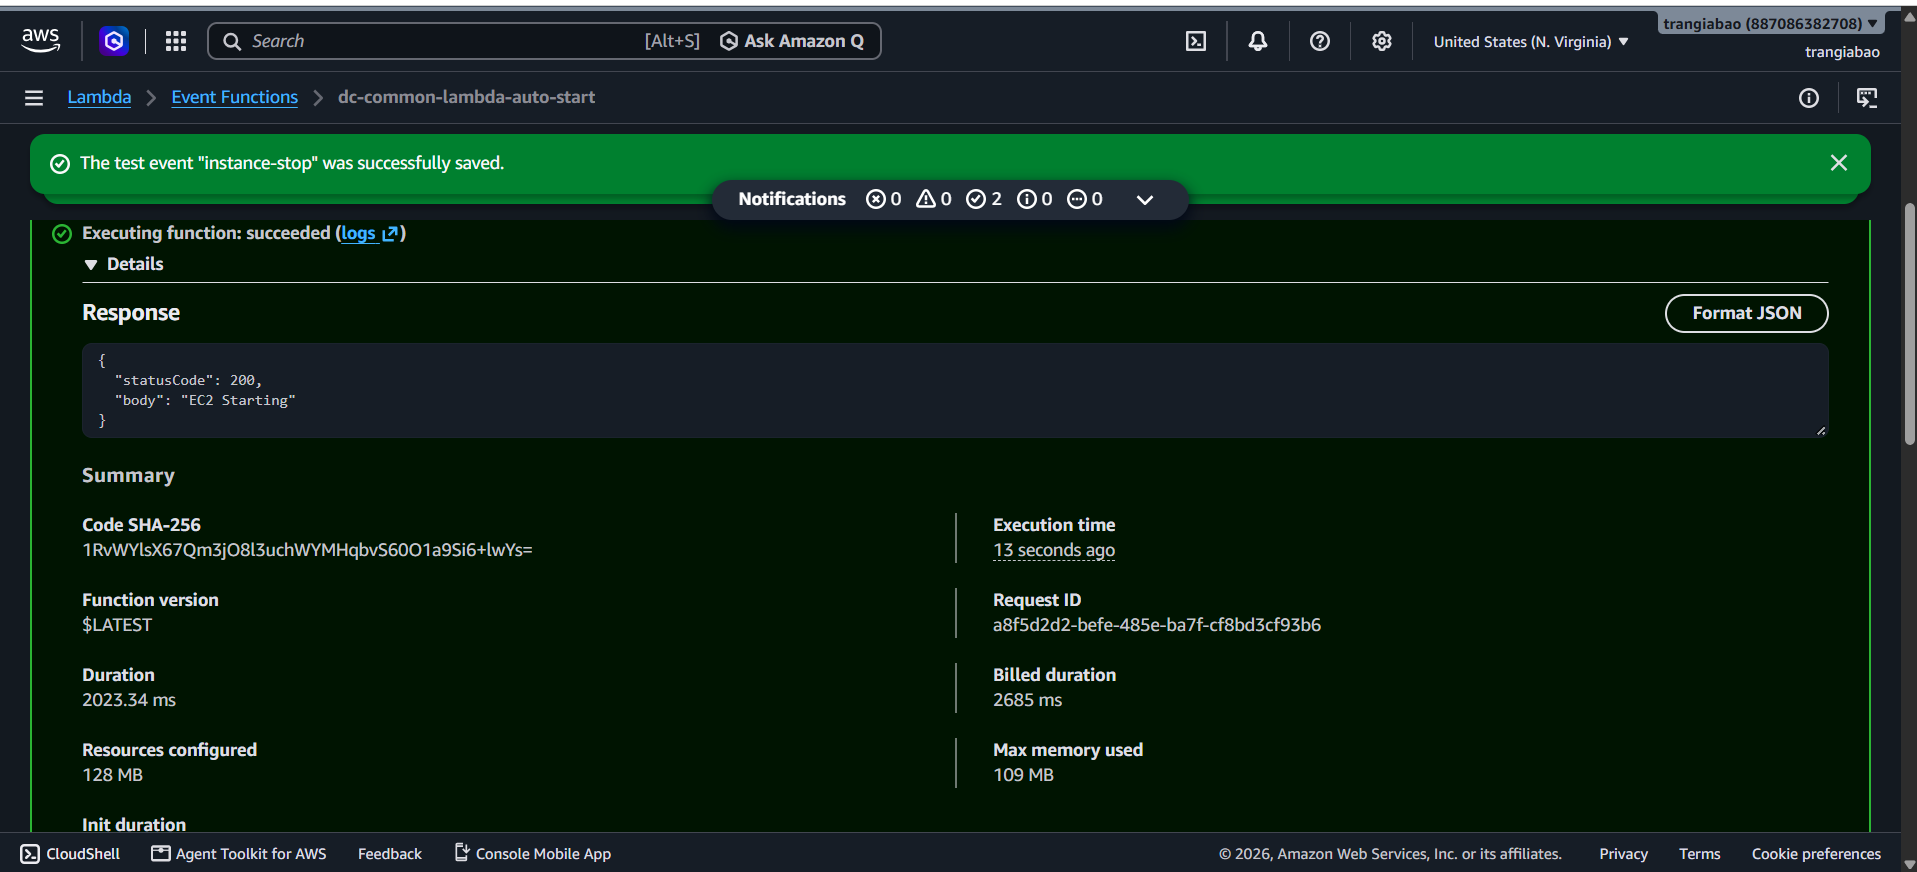 aws
Search
[Alt+S]
Ask Amazon Q
United States (N. Virginia) ▼
trangiabao (887086382708) ▼
trangiabao
Lambda > Event Functions > dc-common-lambda-auto-start
The test event "instance-stop" was successfully saved.
Notifications 0 0 2 0 0
Executing function: succeeded (logs)
▼ Details
Response
Format JSON
{
"statusCode": 200,
"body": "EC2 Starting"
}
Summary
Code SHA-256
1RvWYlsX67Qm3jO8l3uchWYMHqbvS60O1a9Si6+lwYs=
Execution time
13 seconds ago
Function version
$LATEST
Request ID
a8f5d2d2-befe-485e-ba7f-cf8bd3cf93b6
Duration
2023.34 ms
Billed duration
2685 ms
Resources configured
128 MB
Max memory used
109 MB
Init duration
CloudShell
Agent Toolkit for AWS
Feedback
Console Mobile App
© 2026, Amazon Web Services, Inc. or its affiliates.
Privacy
Terms
Cookie preferences